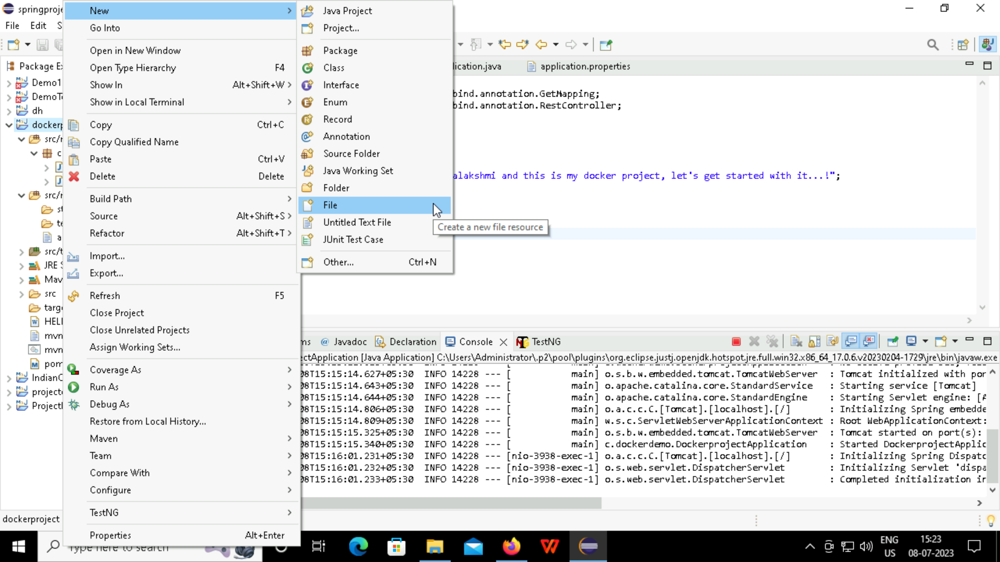 springproje
File Edit S
Package Ex
Demo1
DemoTe
dh
dockerp
src/r
c
src/r
st
te
a
src/t
JRE S
Mav
src
targe
HELI
mvn
mvn
pom
IndianC
projecte
Projectl
dockerproject
New
Go Into
Open in New Window
Open Type Hierarchy F4
Show In Alt+Shift+W
Show in Local Terminal
Copy Ctrl+C
Copy Qualified Name
Paste Ctrl+V
Delete Delete
Build Path
Source Alt+Shift+S
Refactor Alt+Shift+T
Import...
Export...
Refresh F5
Close Project
Close Unrelated Projects
Assign Working Sets...
Coverage As
Run As
Debug As
Restore from Local History...
Maven
Team
Compare With
Configure
TestNG
Properties Alt+Enter
Java Project
Project...
Package
Class
Interface
Enum
Record
Annotation
Source Folder
Java Working Set
Folder
File
Untitled Text File
JUnit Test Case
Other... Ctrl+N
Create a new file resource
lication.java application.properties
bind.annotation.GetMapping;
bind.annotation.RestController;
alakshmi and this is my docker project, let's get started with it...!";
ms Javadoc Declaration Console TestNG
ectApplication [Java Application] C:\Users\Administrator\.p2\pool\plugins\org.eclipse.justj.openjdk.hotspot.jre.full.win32.x86_64_17.0.6.v20230204-1729\jre\bin\javaw.exe
08T15:15:14.627+05:30 INFO 14228 --- [ main] o.s.b.w.embedded.tomcat.TomcatWebServer : Tomcat initialized with por
08T15:15:14.643+05:30 INFO 14228 --- [ main] o.apache.catalina.core.StandardService : Starting service [Tomcat]
08T15:15:14.644+05:30 INFO 14228 --- [ main] o.apache.catalina.core.StandardEngine : Starting Servlet engine: [A
08T15:15:14.806+05:30 INFO 14228 --- [ main] o.a.c.c.C.[Tomcat].[localhost].[/] : Initializing Spring embedde
08T15:15:14.809+05:30 INFO 14228 --- [ main] w.s.c.ServletWebServerApplicationContext : Root WebApplicationContext:
08T15:15:15.325+05:30 INFO 14228 --- [ main] o.s.b.w.embedded.tomcat.TomcatWebServer : Tomcat started on port(s):
08T15:15:15.340+05:30 INFO 14228 --- [ main] c.dockerdemo.DockerprojectApplication : Started DockerprojectApplic
08T15:16:01.231+05:30 INFO 14228 --- [nio-3938-exec-1] o.a.c.c.C.[Tomcat].[localhost].[/] : Initializing Spring Dispatc
08T15:16:01.232+05:30 INFO 14228 --- [nio-3938-exec-1] o.s.web.servlet.DispatcherServlet : Initializing Servlet 'dispa
08T15:16:01.233+05:30 INFO 14228 --- [nio-3938-exec-1] o.s.web.servlet.DispatcherServlet : Completed initialization in
Type here to search
ENG 15:23
US 08-07-2023